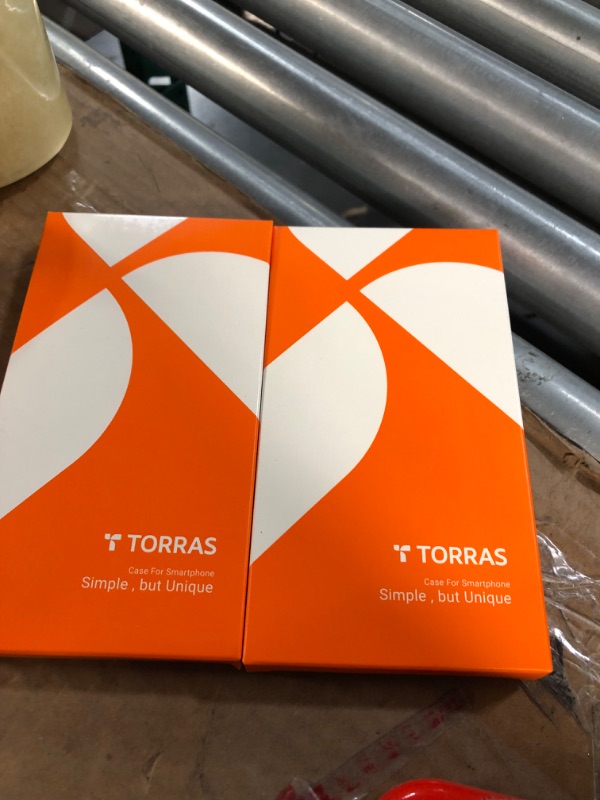 TORRAS
Case For Smartphone
Simple , but Unique
TORRAS
Case For Smartphone
Simple , but Unique